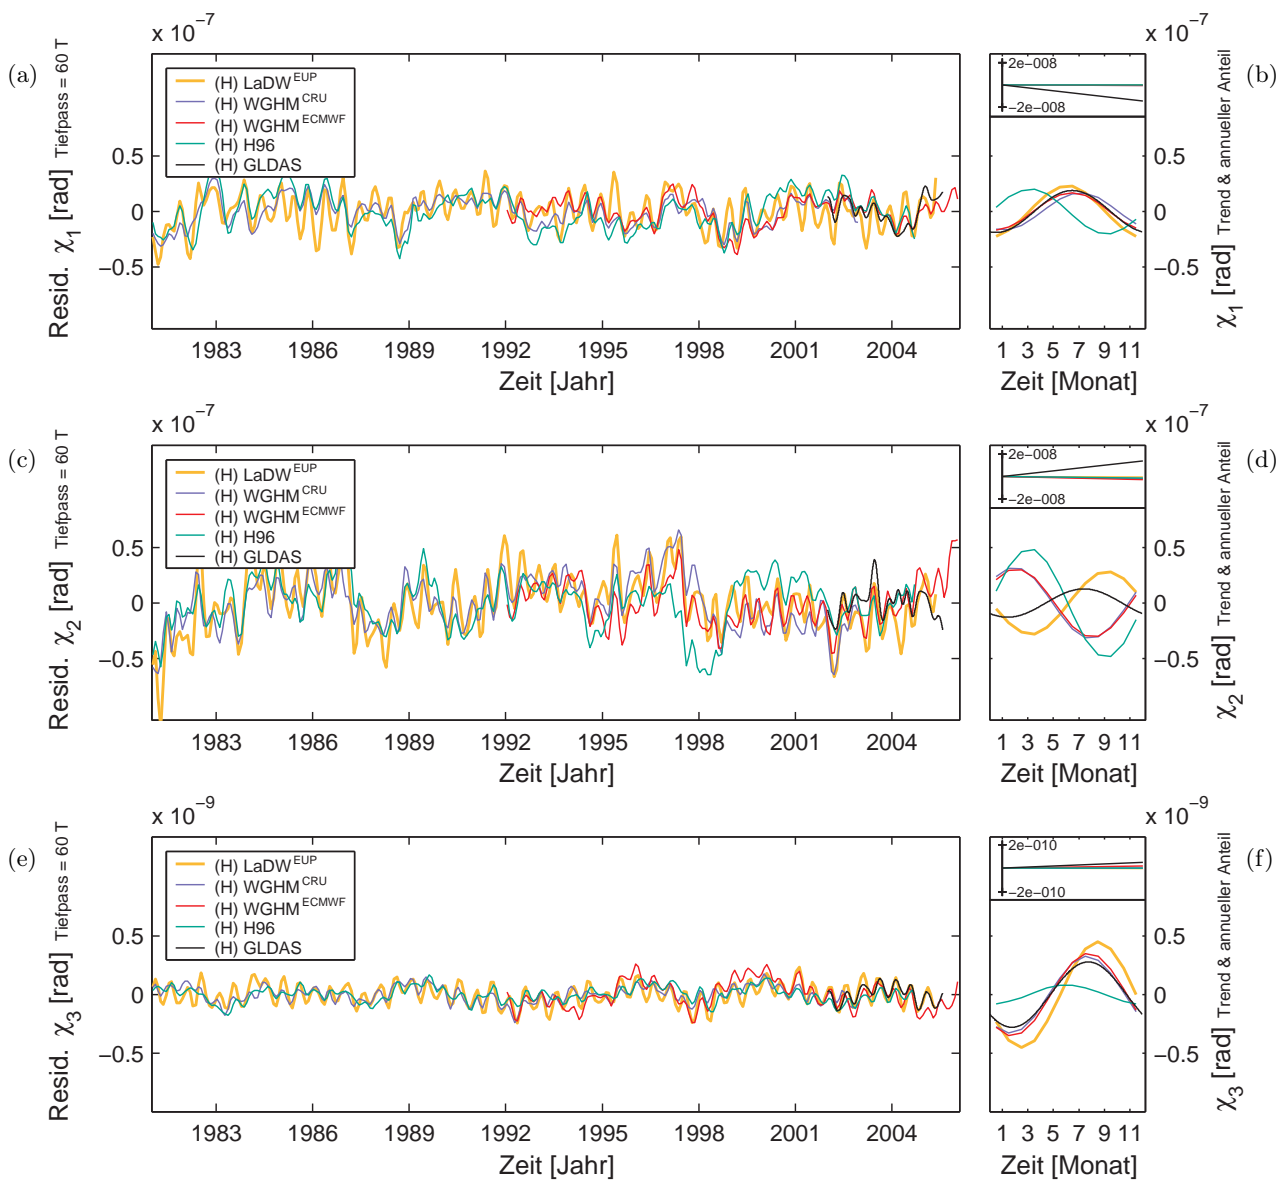 x 10⁻⁷
x 10⁻⁷
(a)
Resid. χ₁ [rad] Tiefpass = 60 T
0.5
0
−0.5
(H) LaDW^EUP
(H) WGHM^CRU
(H) WGHM^ECMWF
(H) H96
(H) GLDAS
1983 1986 1989 1992 1995 1998 2001 2004
Zeit [Jahr]
(b)
2e−008
−2e−008
0.5
0
−0.5
χ₁ [rad] Trend & annueller Anteil
1 3 5 7 9 11
Zeit [Monat]
x 10⁻⁷
x 10⁻⁷
(c)
Resid. χ₂ [rad] Tiefpass = 60 T
0.5
0
−0.5
(H) LaDW^EUP
(H) WGHM^CRU
(H) WGHM^ECMWF
(H) H96
(H) GLDAS
1983 1986 1989 1992 1995 1998 2001 2004
Zeit [Jahr]
(d)
2e−008
−2e−008
0.5
0
−0.5
χ₂ [rad] Trend & annueller Anteil
1 3 5 7 9 11
Zeit [Monat]
x 10⁻⁹
x 10⁻⁹
(e)
Resid. χ₃ [rad] Tiefpass = 60 T
0.5
0
−0.5
(H) LaDW^EUP
(H) WGHM^CRU
(H) WGHM^ECMWF
(H) H96
(H) GLDAS
1983 1986 1989 1992 1995 1998 2001 2004
Zeit [Jahr]
(f)
2e−010
−2e−010
0.5
0
−0.5
χ₃ [rad] Trend & annueller Anteil
1 3 5 7 9 11
Zeit [Monat]